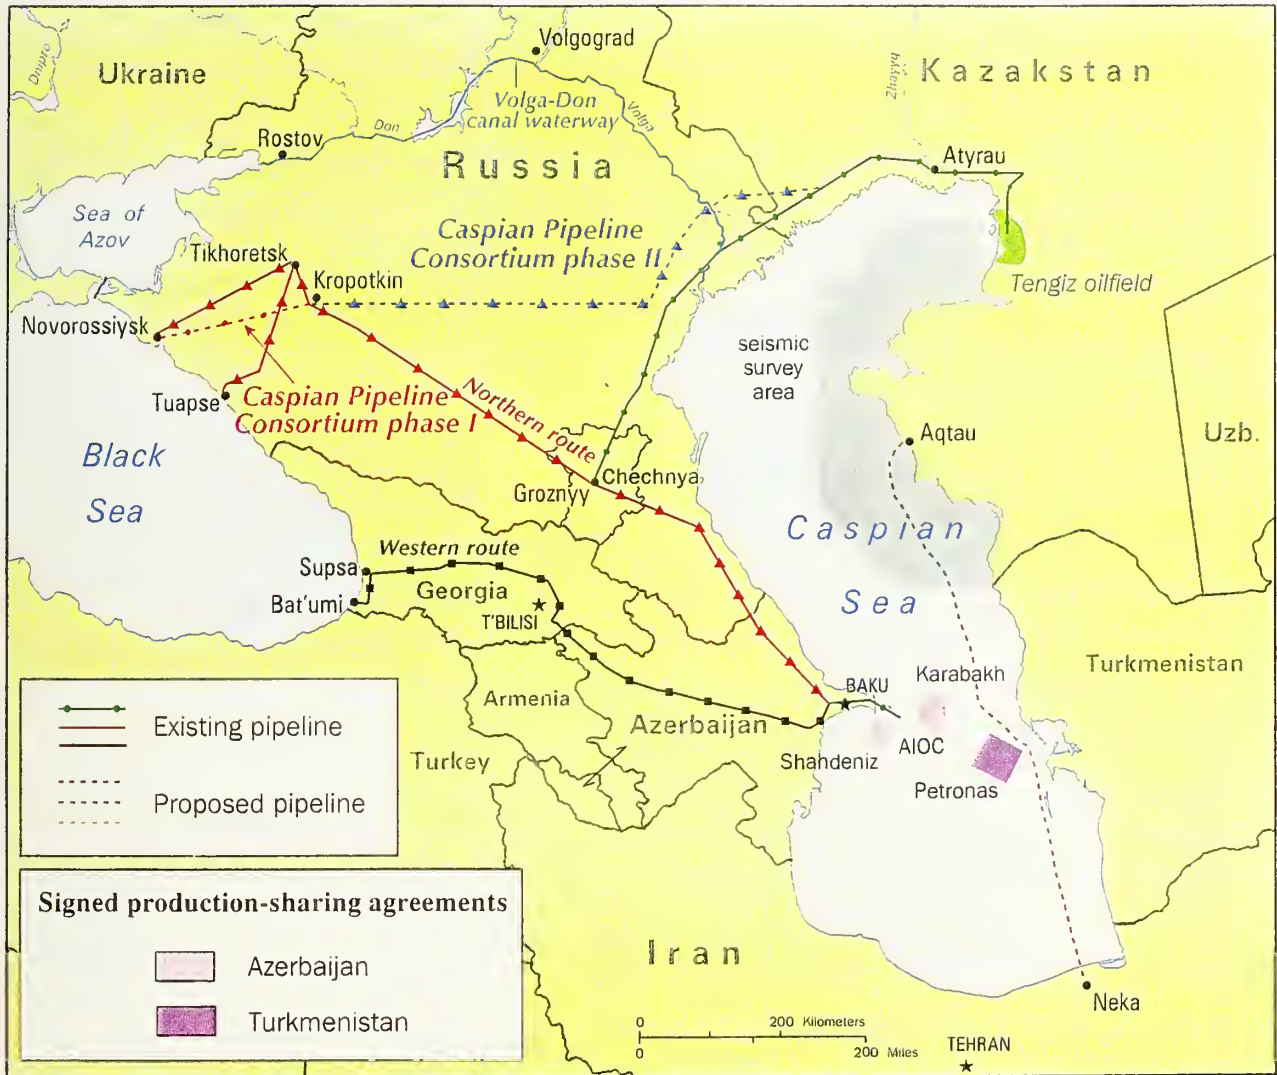 Volgograd
Dnipro
Ukraine
Kazakstan
Zhayyq
Volga-Don
canal waterway
Volga
Don
Rostov
Russia
Atyrau
Sea of
Azov
Caspian Pipeline
Consortium phase II
Tikhoretsk
Kropotkin
Tengiz oilfield
Novorossiysk
seismic
survey
area
Tuapse
Caspian Pipeline
Consortium phase I
Northern route
Aqtau
Uzb.
Black
Sea
Groznyy
Chechnya
Caspian
Sea
Western route
Supsa
Georgia
Bat'umi
T'BILISI
Karabakh
Turkmenistan
BAKU
Armenia
Azerbaijan
AIOC
Shahdeniz
Turkey
Petronas
Existing pipeline
Proposed pipeline
Signed production-sharing agreements
Azerbaijan
Turkmenistan
Iran
Neka
0 200 Kilometers
0 200 Miles
TEHRAN